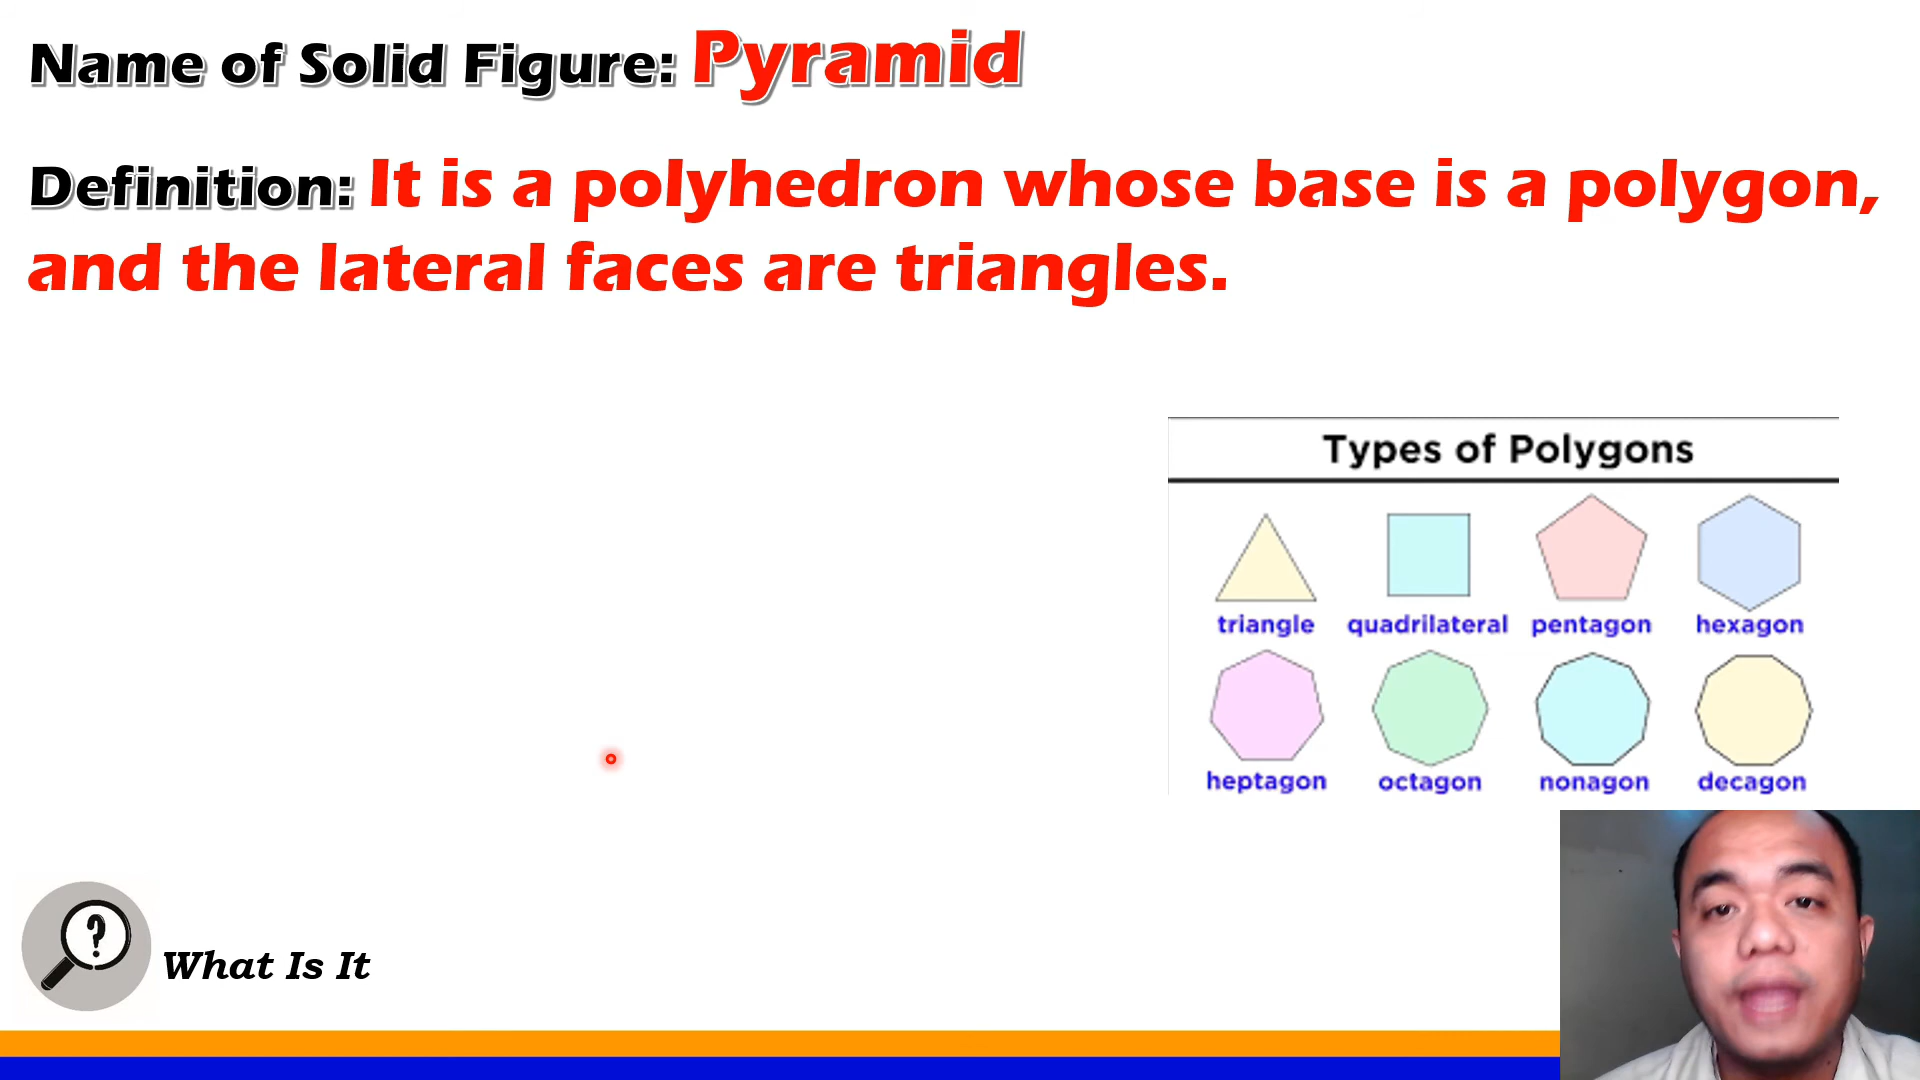 Name of Solid Figure: Pyramid
Definition: It is a polyhedron whose base is a polygon,
and the lateral faces are triangles.
Types of Polygons
triangle quadrilateral pentagon hexagon
heptagon octagon nonagon decagon
?
What Is It